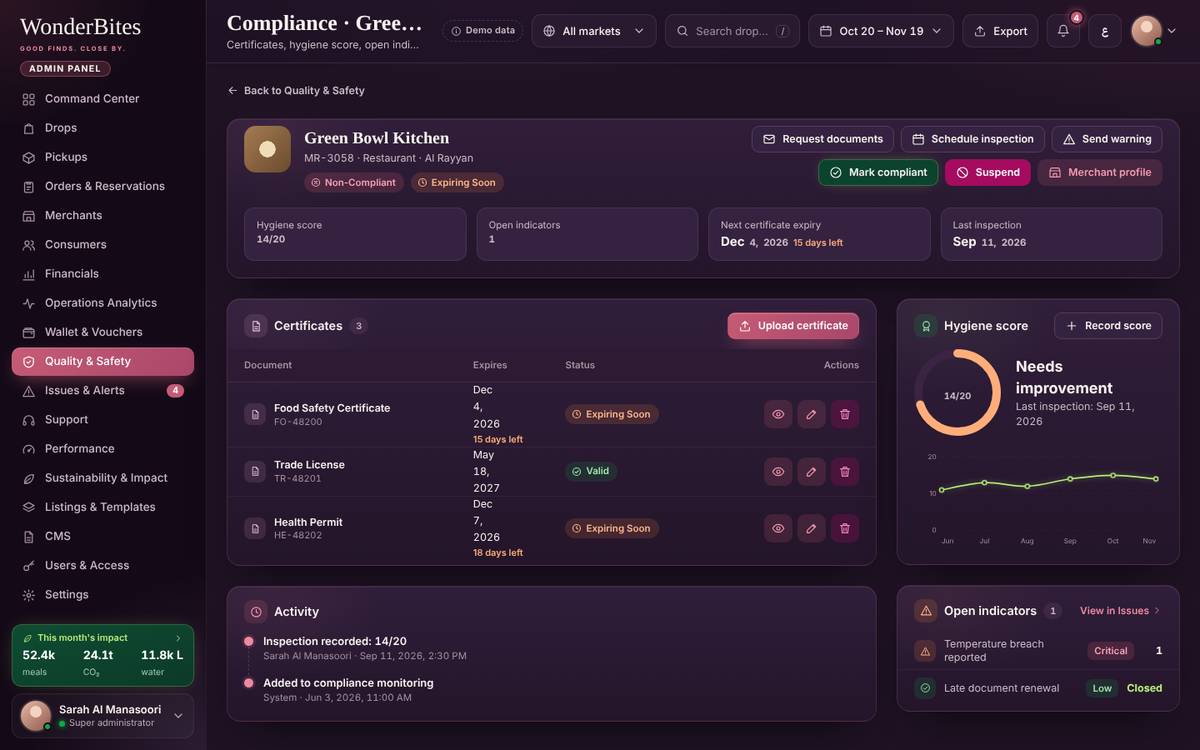 WonderBites
GOOD FINDS. CLOSE BY.
ADMIN PANEL
Command Center
Drops
Pickups
Orders & Reservations
Merchants
Consumers
Financials
Operations Analytics
Wallet & Vouchers
Quality & Safety
Issues & Alerts 4
Support
Performance
Sustainability & Impact
Listings & Templates
CMS
Users & Access
Settings
This month's impact
52.4k 24.1t 11.8k L
meals CO₂ water
Sarah Al Manasoori
Super administrator
Compliance · Gree...
Certificates, hygiene score, open indi...
Demo data
All markets
Search drop... /
Oct 20 – Nov 19
Export
4
ع
Back to Quality & Safety
Green Bowl Kitchen
MR-3058 · Restaurant · Al Rayyan
Non-Compliant Expiring Soon
Request documents Schedule inspection Send warning
Mark compliant Suspend Merchant profile
Hygiene score
14/20
Open indicators
1
Next certificate expiry
Dec 4, 2026 15 days left
Last inspection
Sep 11, 2026
Certificates 3
Upload certificate
Document Expires Status Actions
Food Safety Certificate
FO-48200
Dec
4,
2026
15 days left
Expiring Soon
Trade License
TR-48201
May
18,
2027
Valid
Health Permit
HE-48202
Dec
7,
2026
18 days left
Expiring Soon
Hygiene score
Record score
14/20
Needs
improvement
Last inspection: Sep 11,
2026
20
10
0
Jun Jul Aug Sep Oct Nov
Activity
Inspection recorded: 14/20
Sarah Al Manasoori · Sep 11, 2026, 2:30 PM
Added to compliance monitoring
System · Jun 3, 2026, 11:00 AM
Open indicators 1
View in Issues
Temperature breach
reported
Critical 1
Late document renewal Low Closed